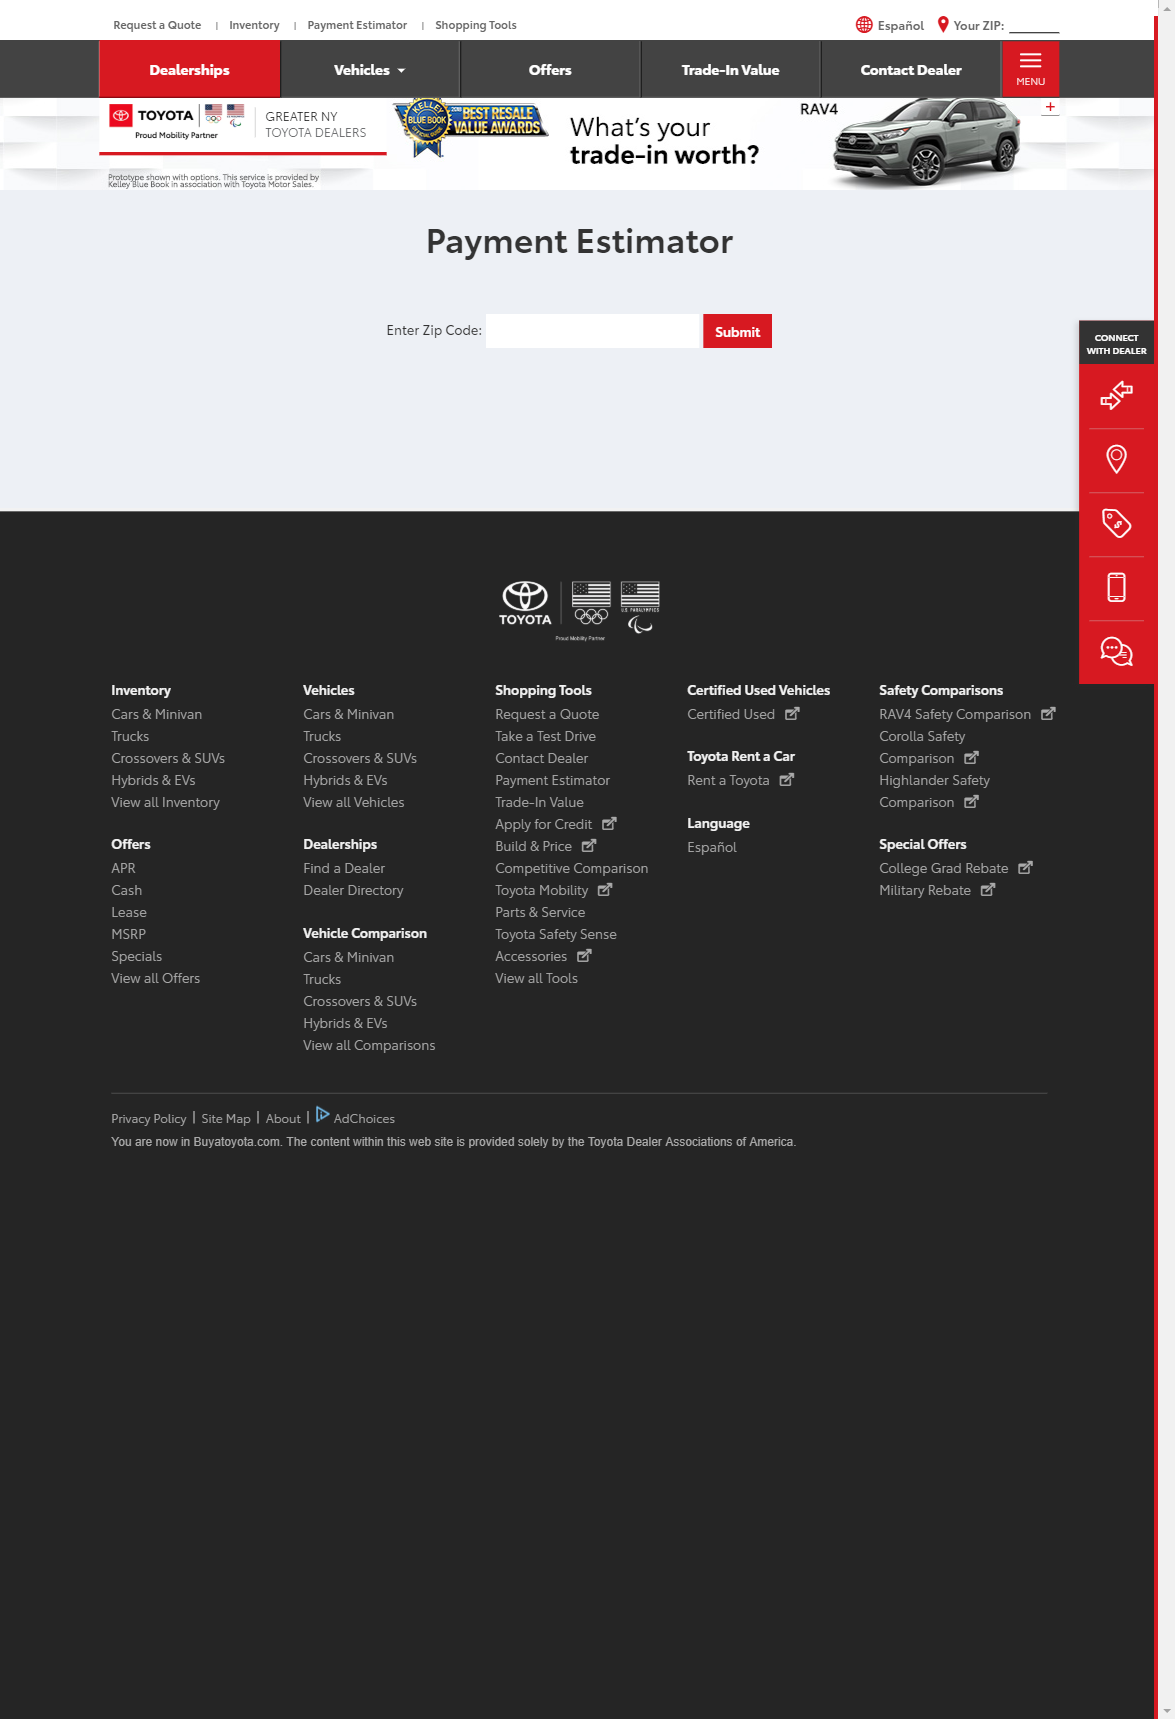 Request a Quote | Inventory | Payment Estimator | Shopping Tools
Español Your ZIP:
Dealerships Vehicles Offers Trade-In Value Contact Dealer MENU
TOYOTA
Proud Mobility Partner
GREATER NY
TOYOTA DEALERS
Prototype shown with options. This service is provided by
Kelley Blue Book in association with Toyota Motor Sales.
KELLEY
BLUE BOOK
2018 BEST RESALE
VALUE AWARDS
What's your
trade-in worth?
RAV4
+
Payment Estimator
Enter Zip Code: Submit
CONNECT
WITH DEALER
TOYOTA
U.S. PARALYMPICS
Proud Mobility Partner
Inventory
Cars & Minivan
Trucks
Crossovers & SUVs
Hybrids & EVs
View all Inventory
Offers
APR
Cash
Lease
MSRP
Specials
View all Offers
Vehicles
Cars & Minivan
Trucks
Crossovers & SUVs
Hybrids & EVs
View all Vehicles
Dealerships
Find a Dealer
Dealer Directory
Vehicle Comparison
Cars & Minivan
Trucks
Crossovers & SUVs
Hybrids & EVs
View all Comparisons
Shopping Tools
Request a Quote
Take a Test Drive
Contact Dealer
Payment Estimator
Trade-In Value
Apply for Credit
Build & Price
Competitive Comparison
Toyota Mobility
Parts & Service
Toyota Safety Sense
Accessories
View all Tools
Certified Used Vehicles
Certified Used
Toyota Rent a Car
Rent a Toyota
Language
Español
Safety Comparisons
RAV4 Safety Comparison
Corolla Safety
Comparison
Highlander Safety
Comparison
Special Offers
College Grad Rebate
Military Rebate
Privacy Policy | Site Map | About | AdChoices
You are now in Buyatoyota.com. The content within this web site is provided solely by the Toyota Dealer Associations of America.